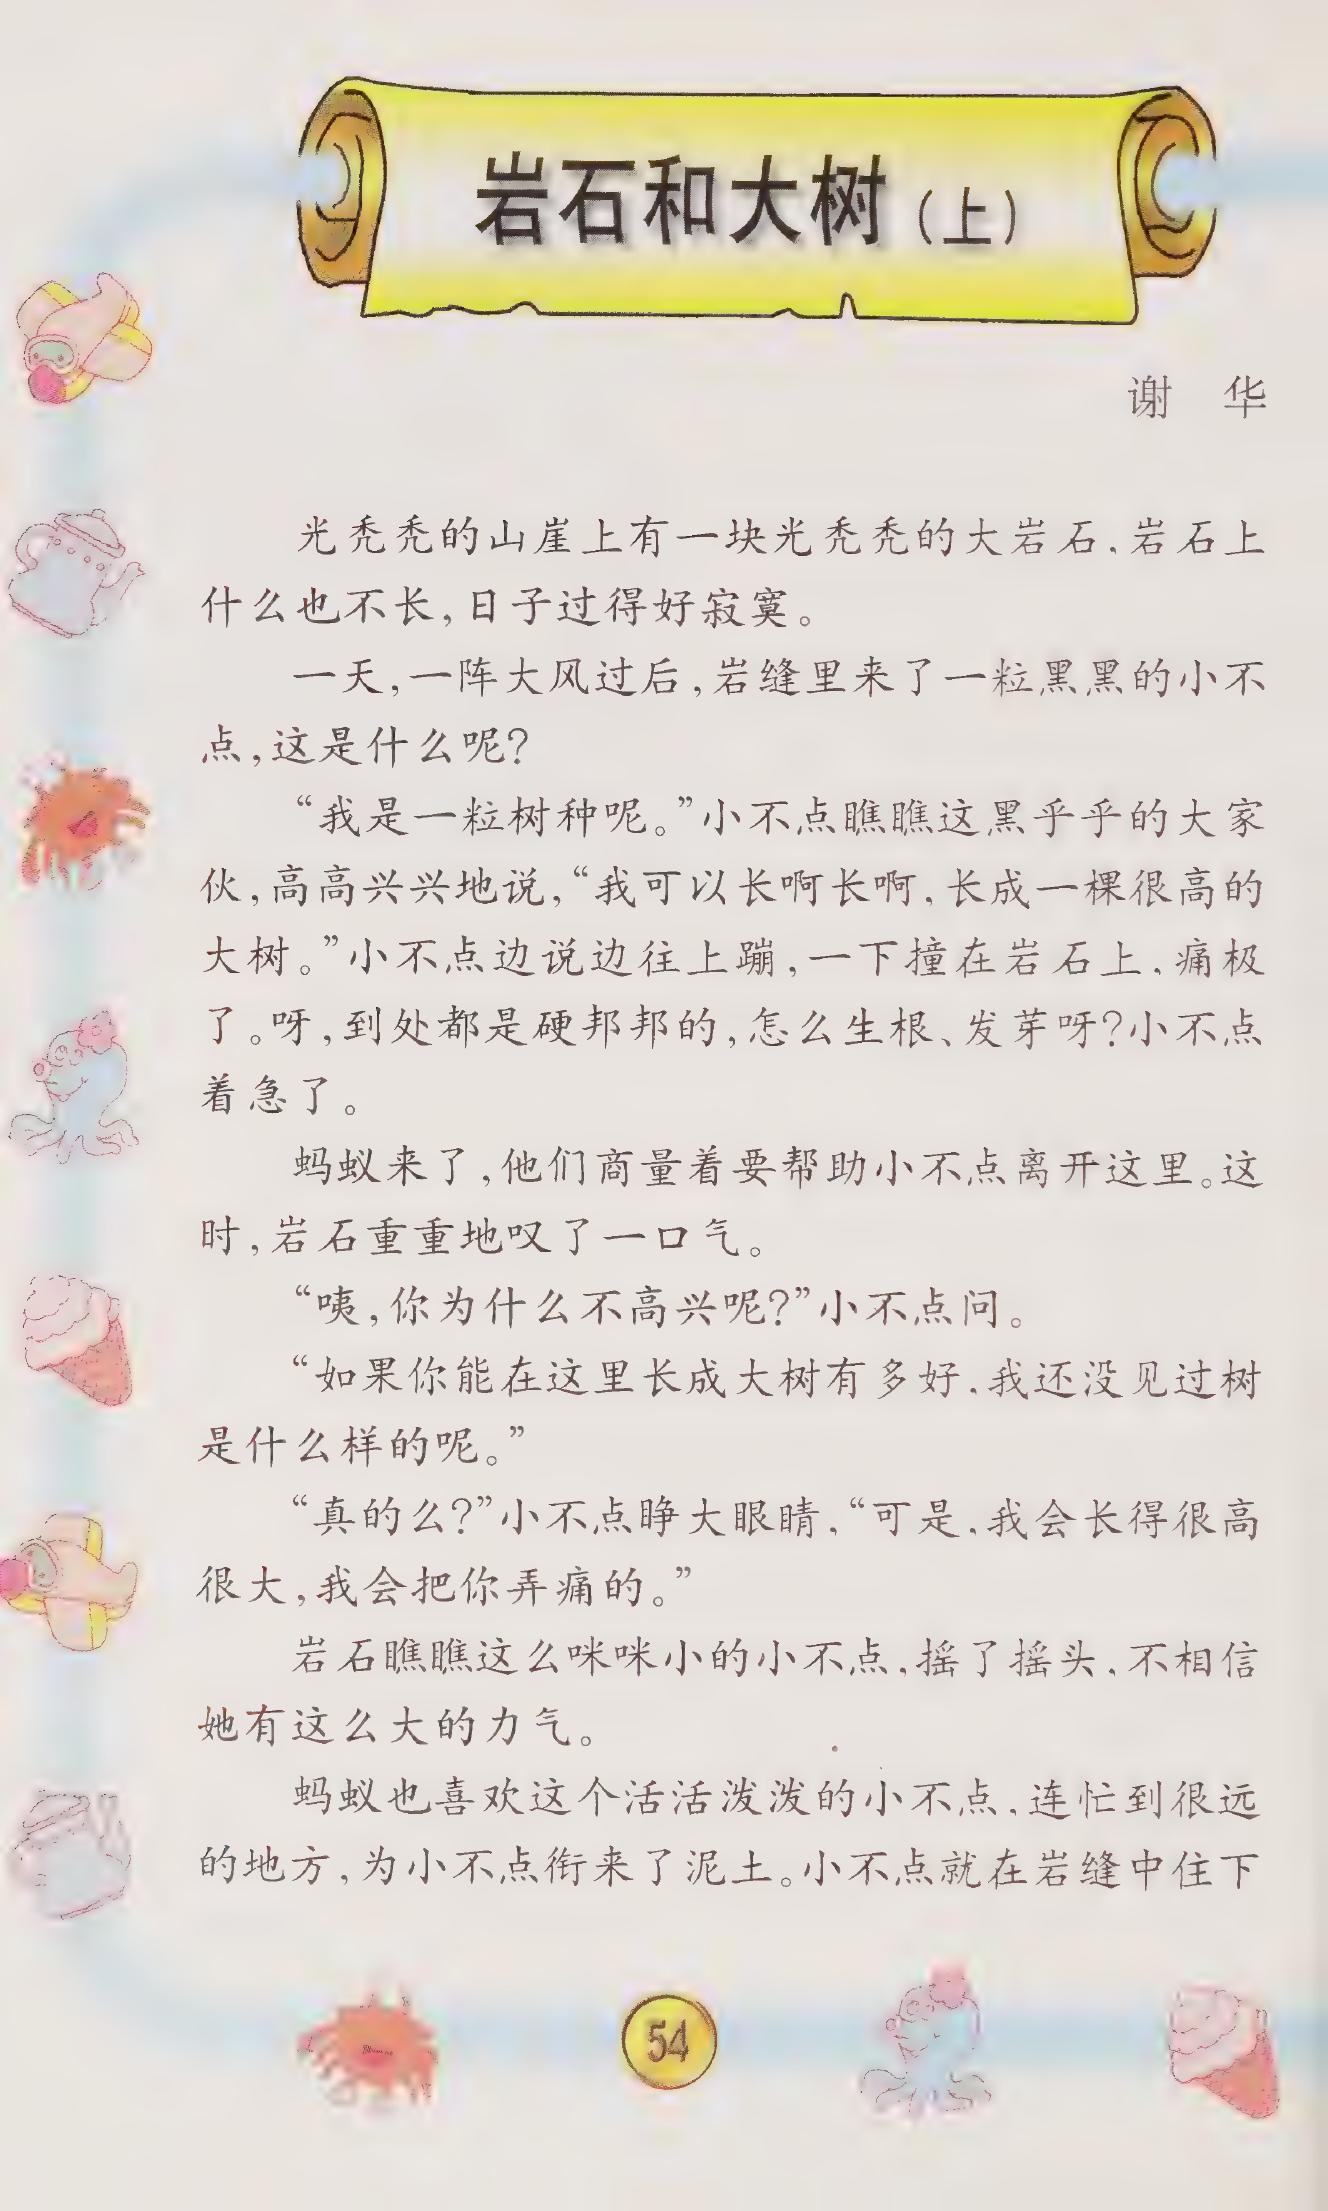 岩石和大树（上）
谢 华
光秃秃的山崖上有一块光秃秃的大岩石，岩石上
什么也不长，日子过得好寂寞。
一天，一阵大风过后，岩缝里来了一粒黑黑的小不
点，这是什么呢？
“我是一粒树种呢。”小不点瞧瞧这黑乎乎的大家
伙，高高兴兴地说，“我可以长啊长啊，长成一棵很高的
大树。”小不点边说边往上蹦，一下撞在岩石上，痛极
了。呀，到处都是硬邦邦的，怎么生根、发芽呀？小不点
着急了。
蚂蚁来了，他们商量着要帮助小不点离开这里。这
时，岩石重重地叹了一口气。
“咦，你为什么不高兴呢？”小不点问。
“如果你能在这里长成大树有多好，我还没见过树
是什么样的呢。”
“真的么？”小不点睁大眼睛，“可是，我会长得很高
很大，我会把你弄痛的。”
岩石瞧瞧这么咪咪小的小不点，摇了摇头，不相信
她有这么大的力气。
蚂蚁也喜欢这个活活泼泼的小不点，连忙到很远
的地方，为小不点衔来了泥土。小不点就在岩缝中住下
54